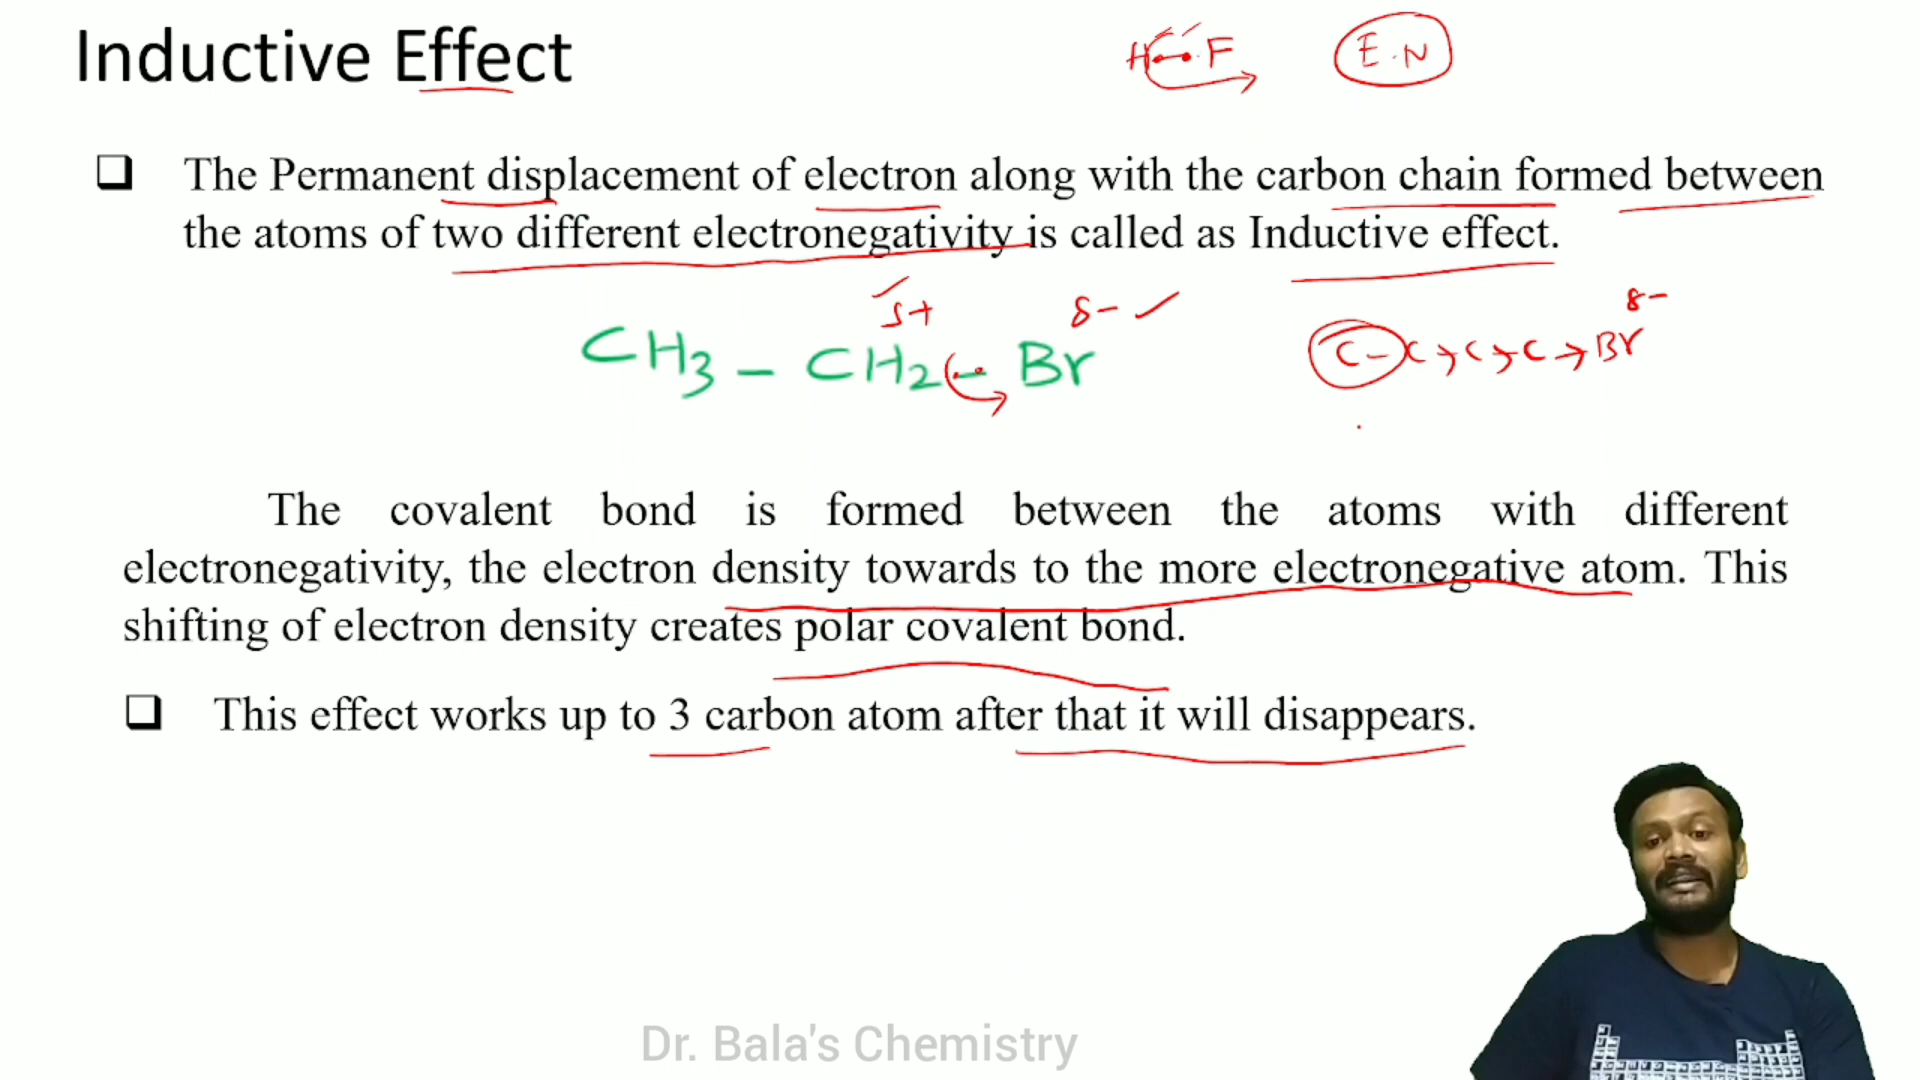 Inductive Effect
H F
E.N
❑ The Permanent displacement of electron along with the carbon chain formed between
the atoms of two different electronegativity is called as Inductive effect.
δ+ δ- δ-
CH3 - CH2 - Br
C-C→C→C→Br
The covalent bond is formed between the atoms with different
electronegativity, the electron density towards to the more electronegative atom. This
shifting of electron density creates polar covalent bond.
❑ This effect works up to 3 carbon atom after that it will disappears.
Dr. Bala's Chemistry